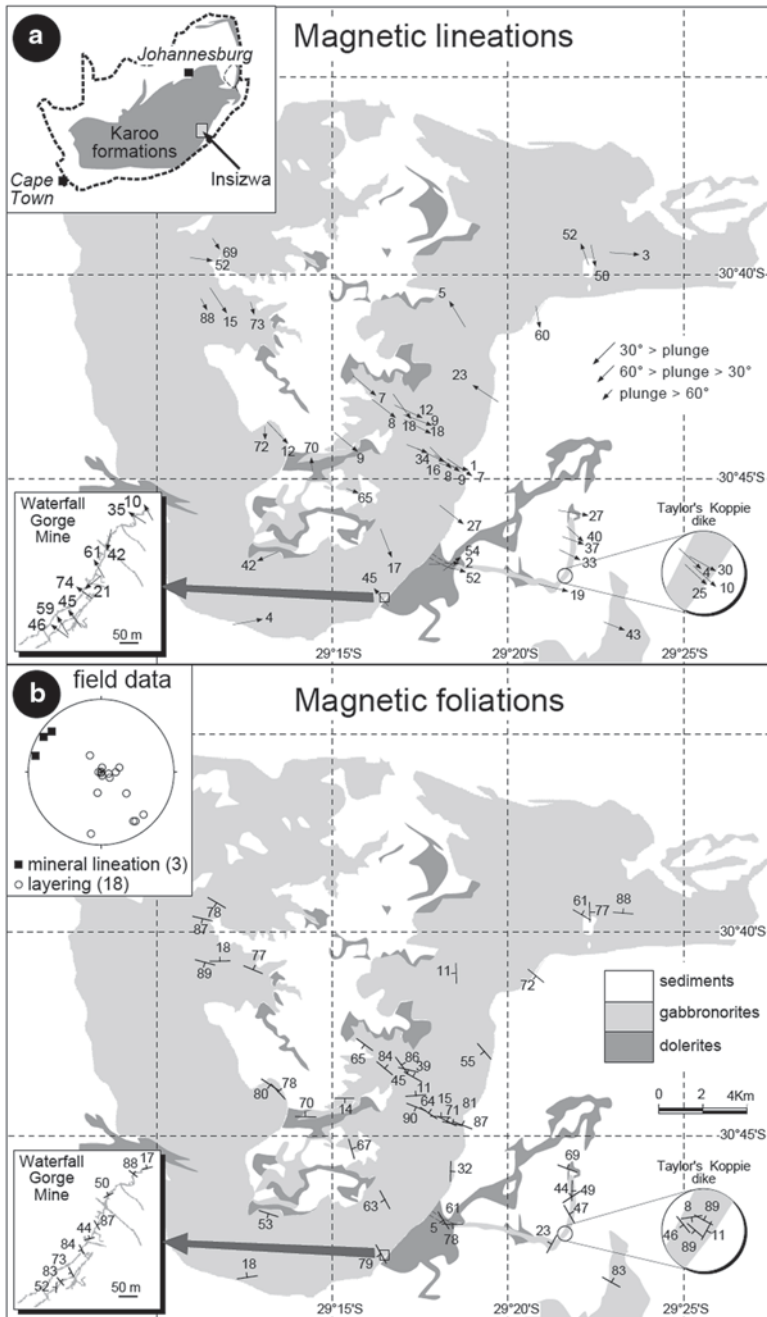 a
Magnetic lineations
Johannesburg
Karoo
formations
Insizwa
Cape
Town
69
52
88
15
73
5
52
50
3
30°40'S
60
30° > plunge
60° > plunge > 30°
plunge > 60°
23
7
8
18
12
9
18
72
12
70
9
34
16
8
9
1
7
30°45'S
65
27
42
17
54
2
52
27
40
37
33
19
43
45
4
Taylor's Koppie
dike
4
30
25
10
Waterfall
Gorge
Mine
35
10
61
42
74
21
59
45
46
50 m
29°15'S
29°20'S
29°25'S
b
field data
Magnetic foliations
mineral lineation (3)
layering (18)
78
87
18
89
77
61
77
88
30°40'S
11
72
sediments
gabbronorites
dolerites
0 2 4Km
65
84
86
39
45
55
80
78
70
14
11
64
15
71
81
90
87
30°45'S
67
32
63
53
5
61
78
69
44
49
47
23
83
79
18
Taylor's Koppie
dike
8
89
46
89
11
Waterfall
Gorge
Mine
88
17
50
87
44
84
73
83
52
50 m
29°15'S
29°20'S
29°25'S